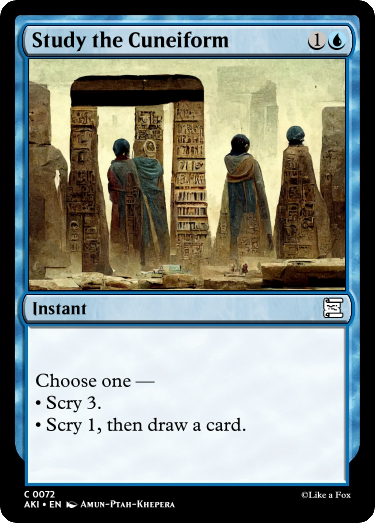 Study the Cuneiform 1
Instant
Choose one —
• Scry 3.
• Scry 1, then draw a card.
C 0072
AKI • EN Amun-Ptah-Khepera
©Like a Fox